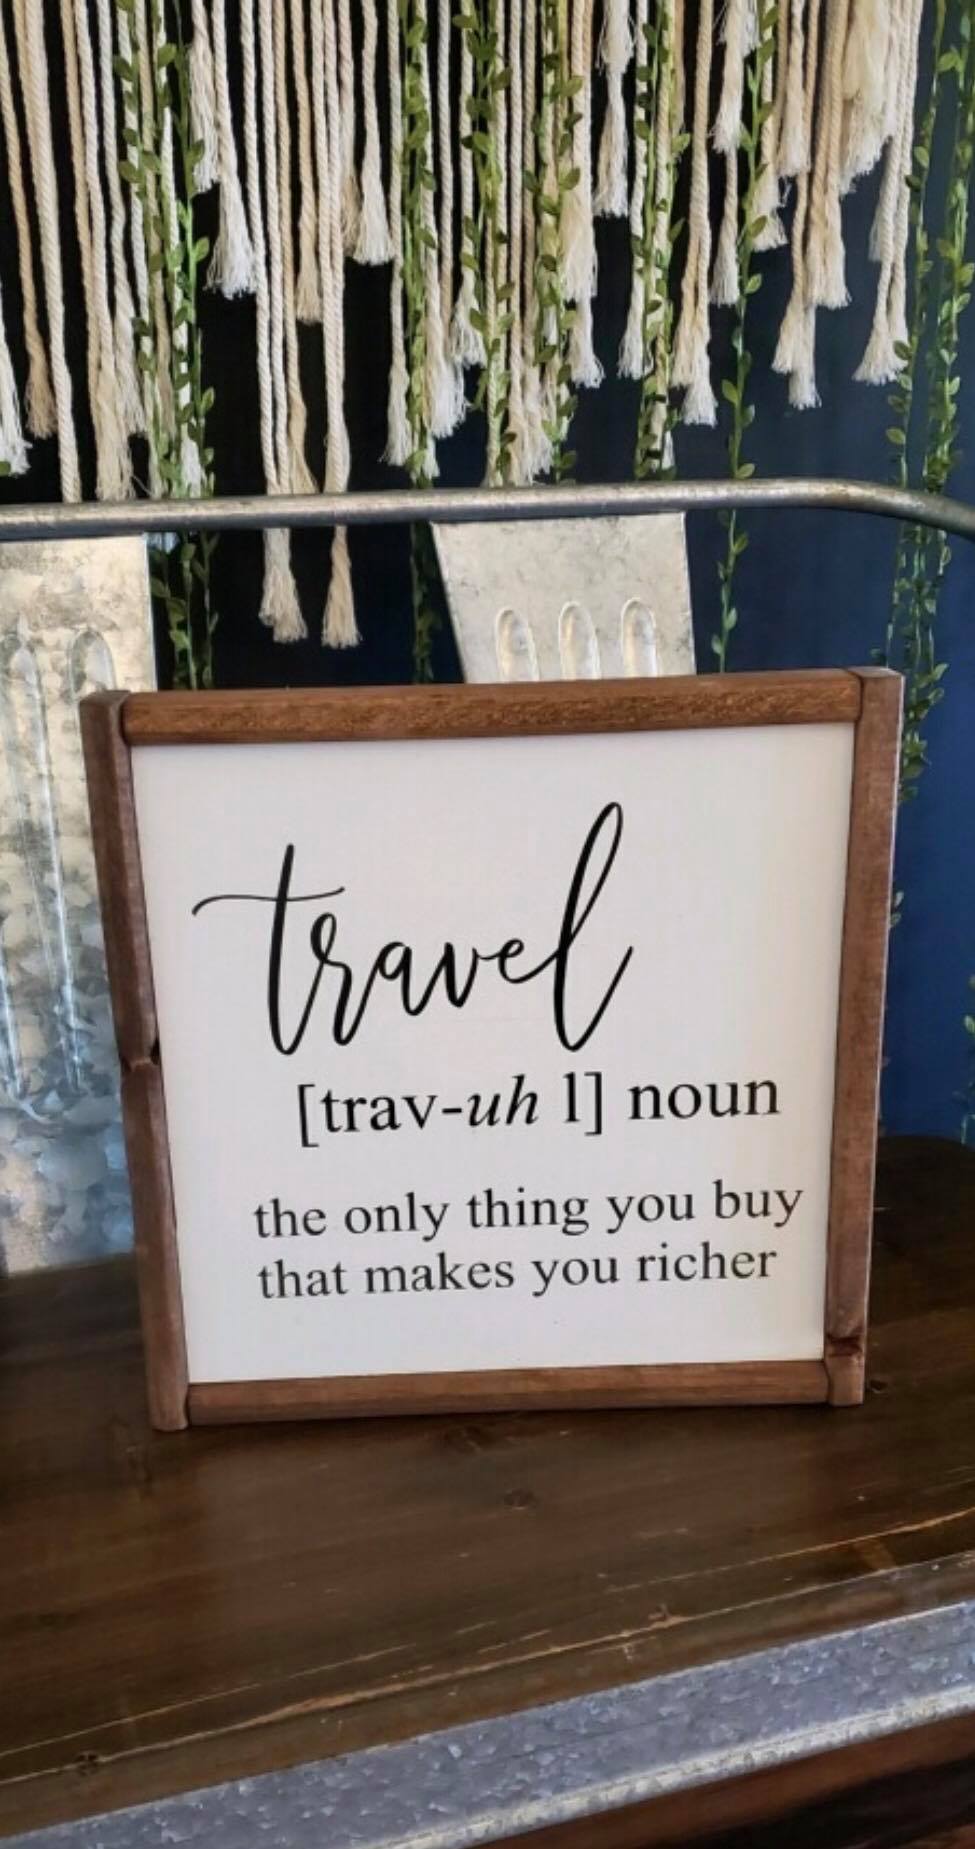 travel
[trav-uh l] noun
the only thing you buy
that makes you richer